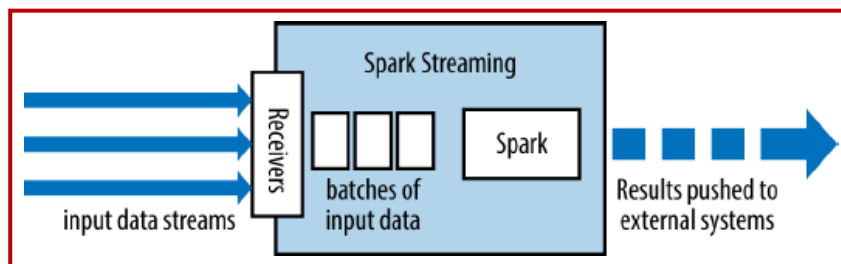 Spark Streaming
Receivers
Spark
batches of
input data
input data streams
Results pushed to
external systems